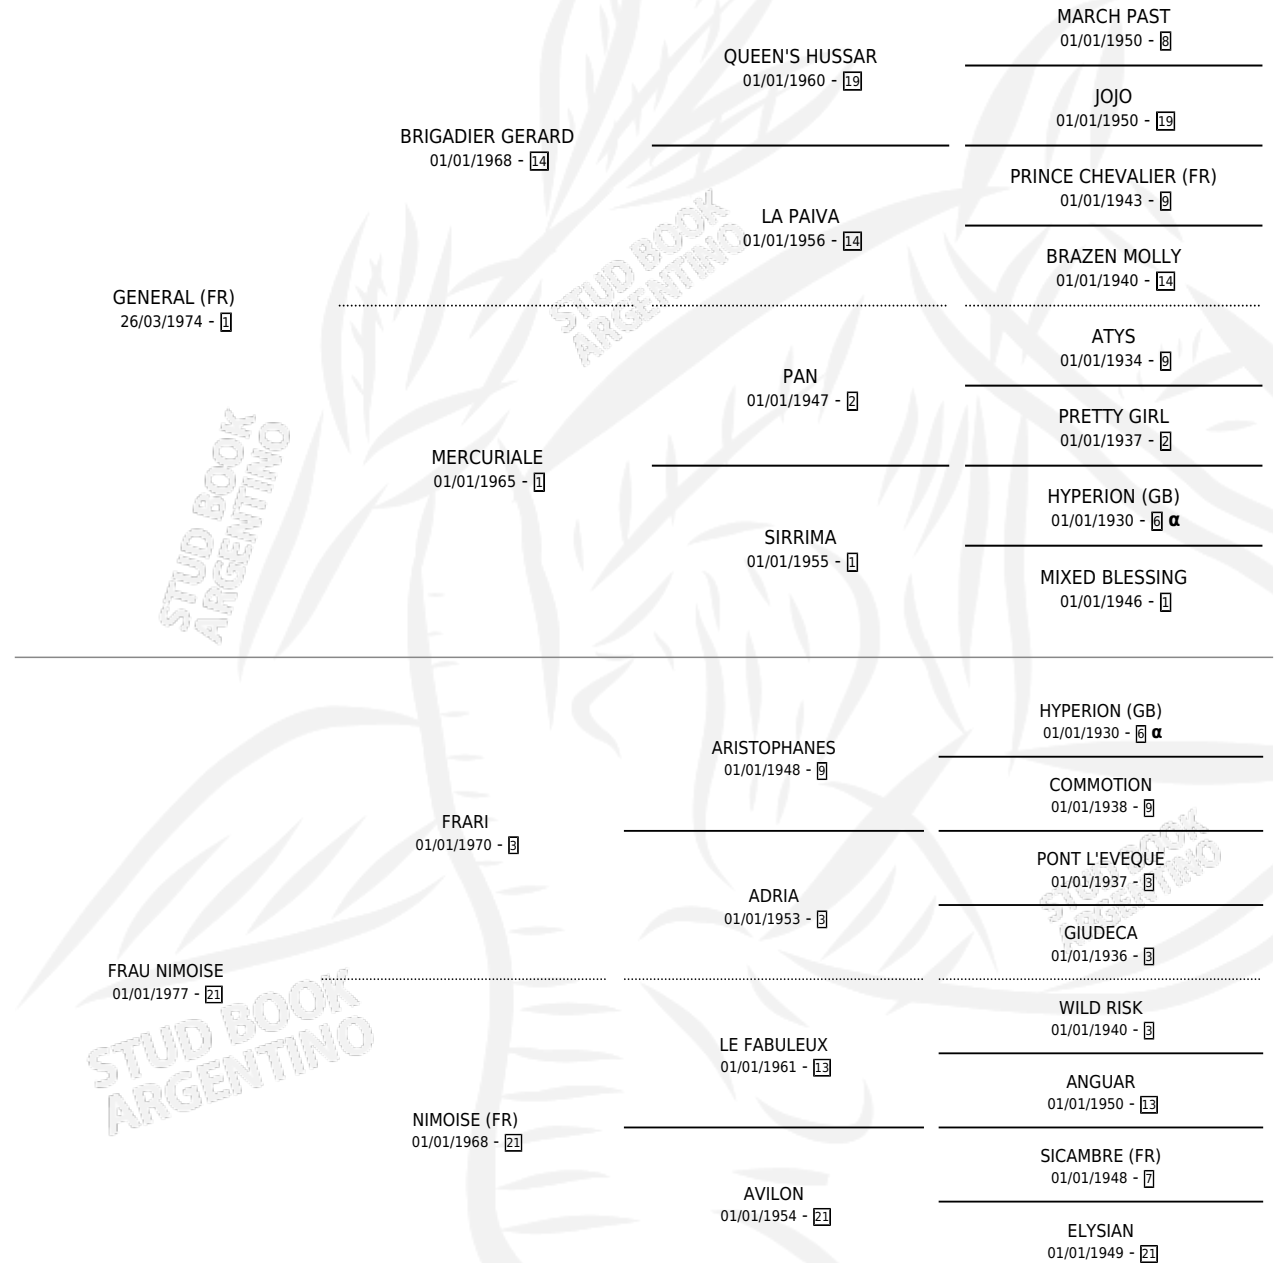 MARCH PAST
01/01/1950 - 8
QUEEN'S HUSSAR
01/01/1960 - 19
JOJO
01/01/1950 - 19
BRIGADIER GERARD
01/01/1968 - 14
PRINCE CHEVALIER (FR)
01/01/1943 - 9
LA PAIVA
01/01/1956 - 14
BRAZEN MOLLY
01/01/1940 - 14
GENERAL (FR)
26/03/1974 - 1
ATYS
01/01/1934 - 9
PAN
01/01/1947 - 2
PRETTY GIRL
01/01/1937 - 2
MERCURIALE
01/01/1965 - 1
HYPERION (GB)
01/01/1930 - 6 α
SIRRIMA
01/01/1955 - 1
MIXED BLESSING
01/01/1946 - 1
HYPERION (GB)
01/01/1930 - 6 α
ARISTOPHANES
01/01/1948 - 9
COMMOTION
01/01/1938 - 9
FRARI
01/01/1970 - 3
PONT L'EVEQUE
01/01/1937 - 3
ADRIA
01/01/1953 - 3
GIUDECA
01/01/1936 - 3
FRAU NIMOISE
01/01/1977 - 21
WILD RISK
01/01/1940 - 3
LE FABULEUX
01/01/1961 - 13
ANGUAR
01/01/1950 - 13
NIMOISE (FR)
01/01/1968 - 21
SICAMBRE (FR)
01/01/1948 - 7
AVILON
01/01/1954 - 21
ELYSIAN
01/01/1949 - 21
STUD BOOK
ARGENTINO
STUD BOOK
ARGENTINO
STUD BOOK
ARGENTINO
STUD BOOK
ARGENTINO